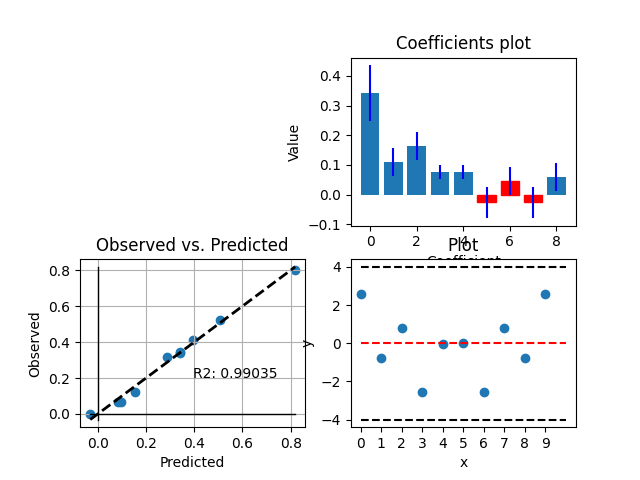 Coefficients plot
Value
0.4
0.3
0.2
0.1
0.0
−0.1
0 2 4 6 8
Coefficient
Observed vs. Predicted
Observed
0.8
0.6
0.4
0.2
0.0
R2: 0.99035
0.0 0.2 0.4 0.6 0.8
Predicted
Plot
y
4
2
0
−2
−4
0 1 2 3 4 5 6 7 8 9
x